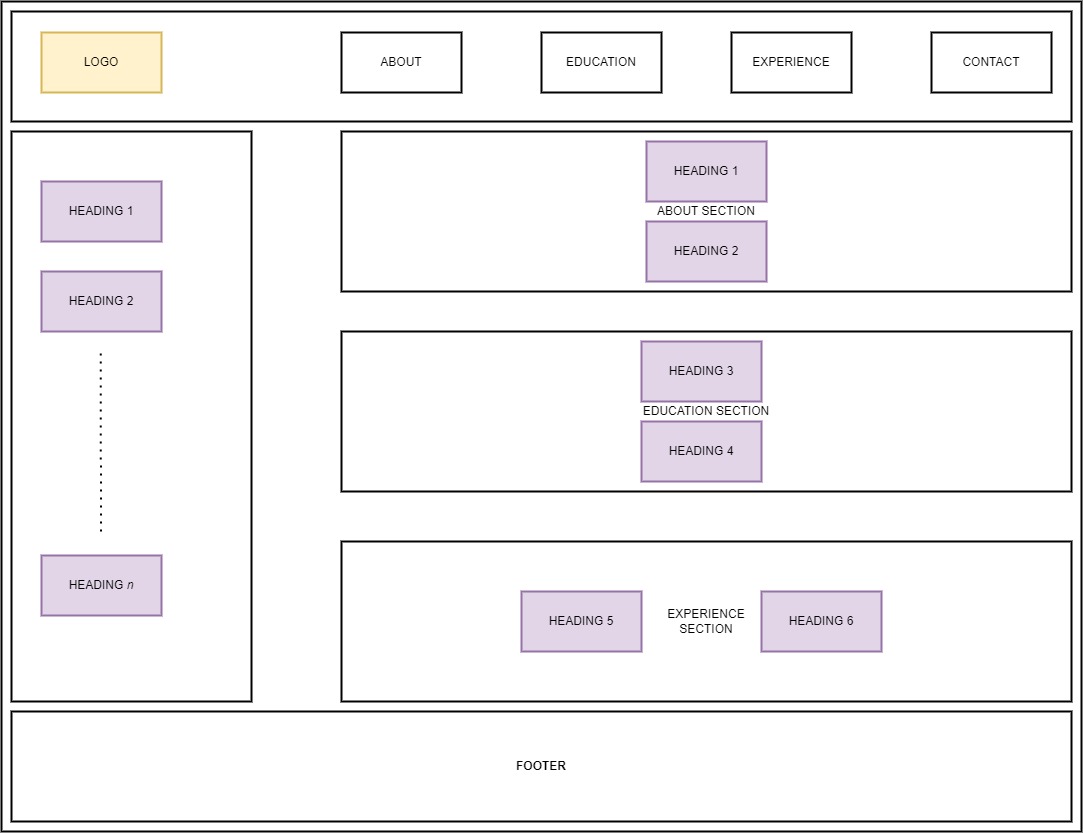 LOGO
ABOUT
EDUCATION
EXPERIENCE
CONTACT
HEADING 1
HEADING 2
HEADING n
HEADING 1
ABOUT SECTION
HEADING 2
HEADING 3
EDUCATION SECTION
HEADING 4
HEADING 5
EXPERIENCE
SECTION
HEADING 6
FOOTER